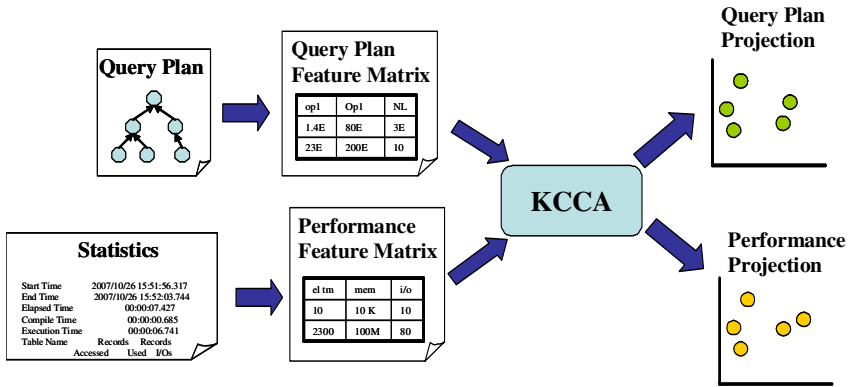 Query Plan
Query Plan
Feature Matrix
op1 Op1 NL
1.4E 80E 3E
23E 200E 10
Query Plan
Projection
KCCA
Statistics
Start Time 2007/10/26 15:51:56.317
End Time 2007/10/26 15:52:03.744
Elapsed Time 00:00:07.427
Compile Time 00:00:00.685
Execution Time 00:00:06.741
Table Name Records Records
Accessed Used I/Os
Performance
Feature Matrix
el tm mem i/o
10 10 K 10
2300 100M 80
Performance
Projection